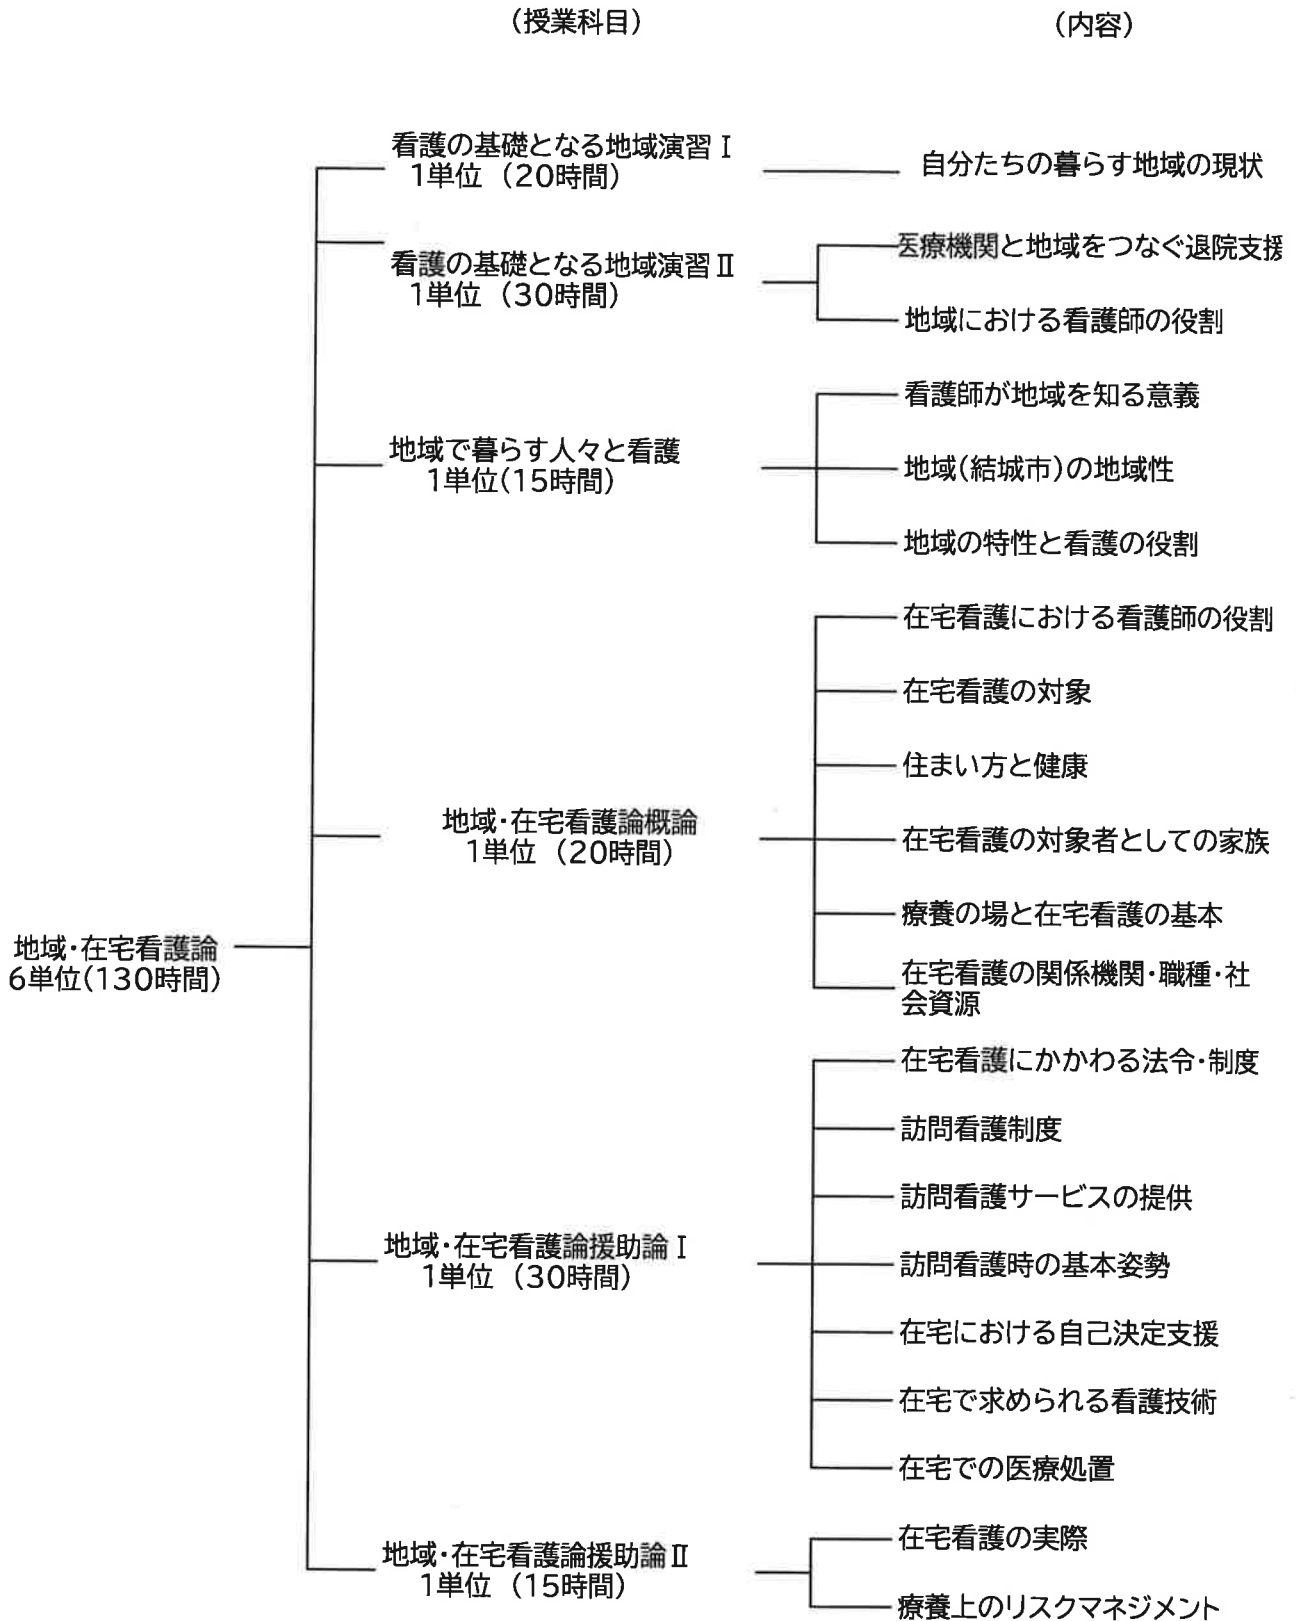 (授業科目)
(内容)
看護の基礎となる地域演習Ⅰ
1単位 (20時間)
自分たちの暮らす地域の現状
看護の基礎となる地域演習Ⅱ
1単位 (30時間)
医療機関と地域をつなぐ退院支援
地域における看護師の役割
地域で暮らす人々と看護
1単位(15時間)
看護師が地域を知る意義
地域(結城市)の地域性
地域の特性と看護の役割
地域・在宅看護論概論
1単位 (20時間)
在宅看護における看護師の役割
在宅看護の対象
住まい方と健康
在宅看護の対象者としての家族
療養の場と在宅看護の基本
在宅看護の関係機関・職種・社
会資源
地域・在宅看護論
6単位(130時間)
地域・在宅看護論援助論Ⅰ
1単位 (30時間)
在宅看護にかかわる法令・制度
訪問看護制度
訪問看護サービスの提供
訪問看護時の基本姿勢
在宅における自己決定支援
在宅で求められる看護技術
在宅での医療処置
地域・在宅看護論援助論Ⅱ
1単位 (15時間)
在宅看護の実際
療養上のリスクマネジメント